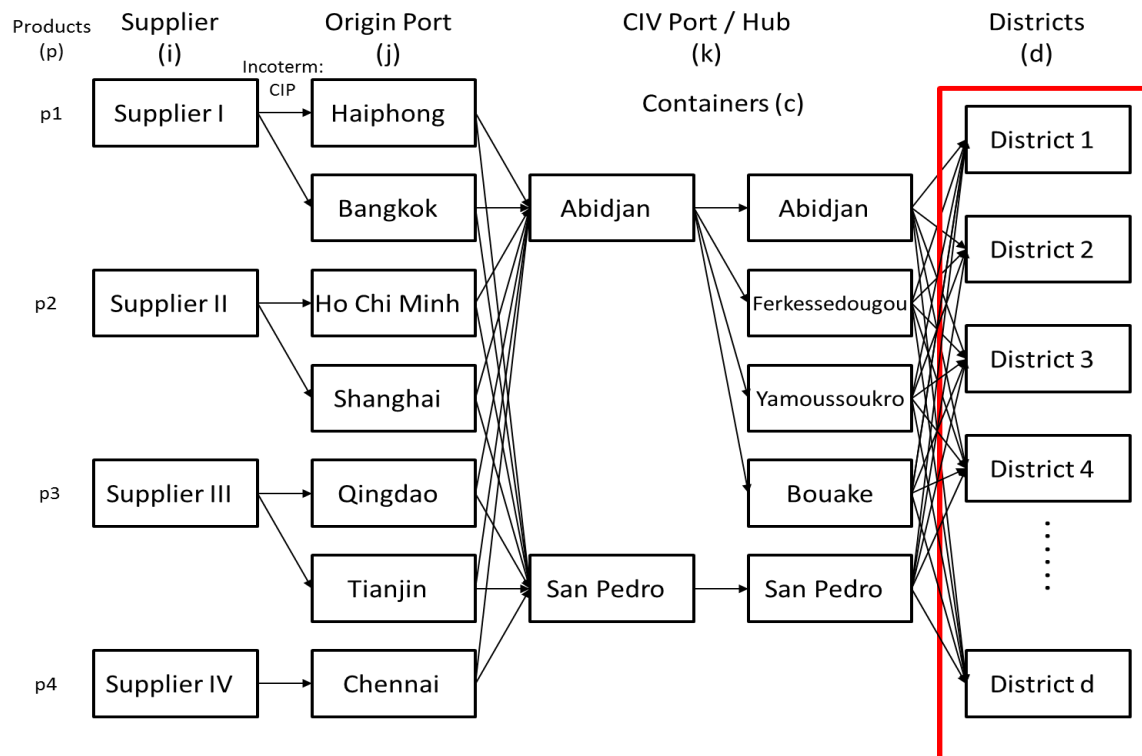 Products
(p)
Supplier
(i)
Origin Port
(j)
CIV Port / Hub
(k)
Districts
(d)
Incoterm:
CIP
Containers (c)
p1
Supplier I
Haiphong
District 1
Bangkok
Abidjan
Abidjan
District 2
p2
Supplier II
Ho Chi Minh
Ferkessedougou
District 3
Shanghai
Yamoussoukro
District 4
p3
Supplier III
Qingdao
Bouake
Tianjin
San Pedro
San Pedro
p4
Supplier IV
Chennai
District d